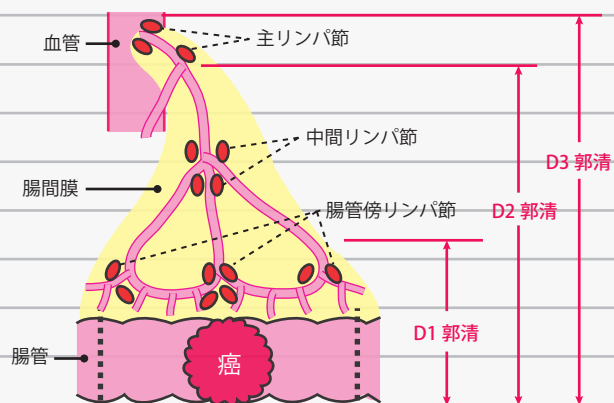 血管
主リンパ節
中間リンパ節
D3 郭清
腸間膜
腸管傍リンパ節
D2 郭清
D1 郭清
腸管
癌